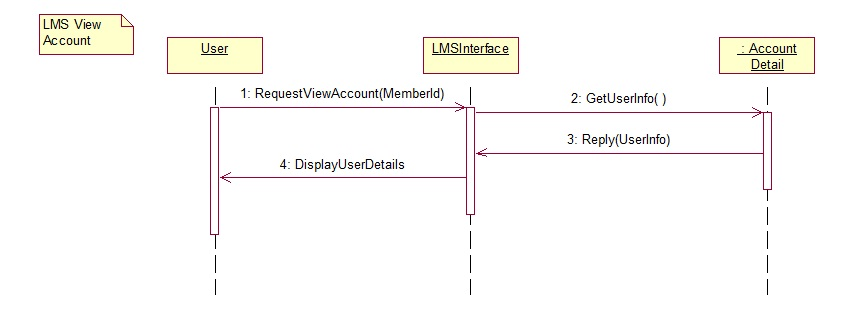 LMS View
Account
User
LMSInterface
: Account
Detail
1: RequestViewAccount(MemberId)
2: GetUserInfo( )
3: Reply(UserInfo)
4: DisplayUserDetails